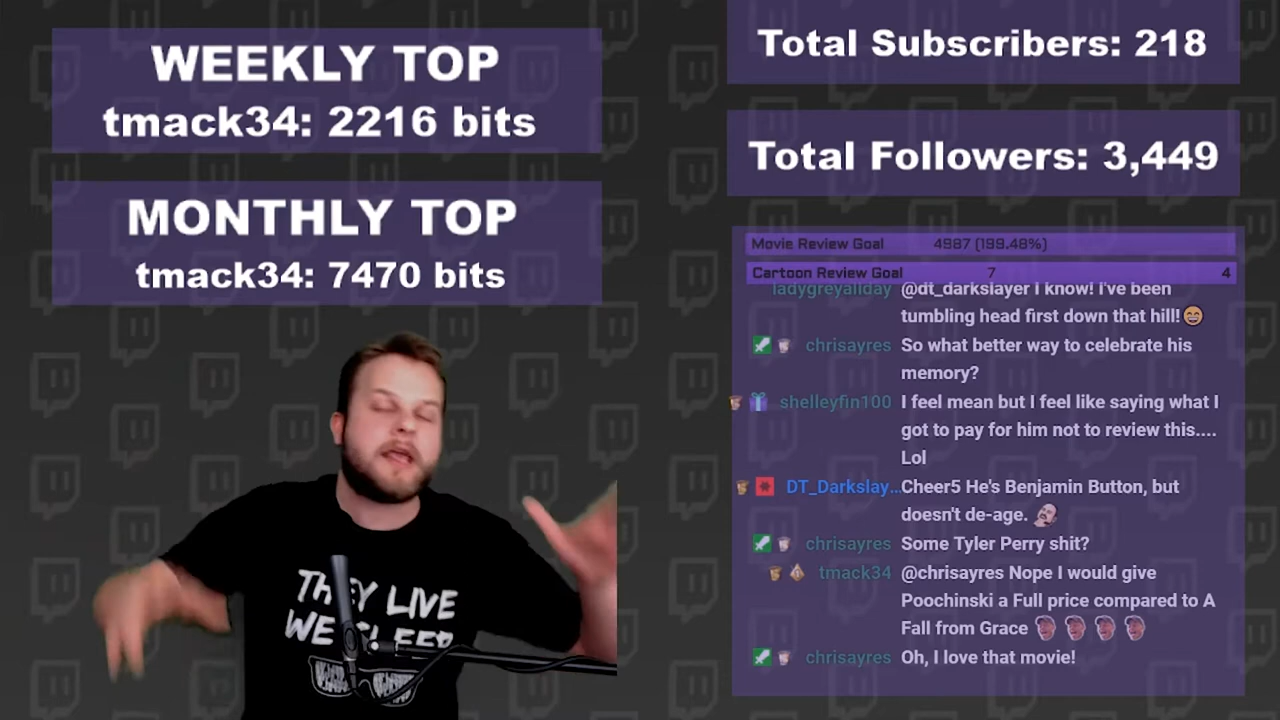 WEEKLY TOP
tmack34: 2216 bits
MONTHLY TOP
tmack34: 7470 bits
THEY LIVE
WE SLEEP
Total Subscribers: 218
Total Followers: 3,449
Movie Review Goal 4987 (199.48%)
Cartoon Review Goal 7 4
ladygreyallday @dt_darkslayer I know! I've been
tumbling head first down that hill!😁
chrisayres So what better way to celebrate his
memory?
shelleyfin100 I feel mean but I feel like saying what I
got to pay for him not to review this....
Lol
DT_Darkslay... Cheer5 He's Benjamin Button, but
doesn't de-age.
chrisayres Some Tyler Perry shit?
tmack34 @chrisayres Nope I would give
Poochinski a Full price compared to A
Fall from Grace
chrisayres Oh, I love that movie!